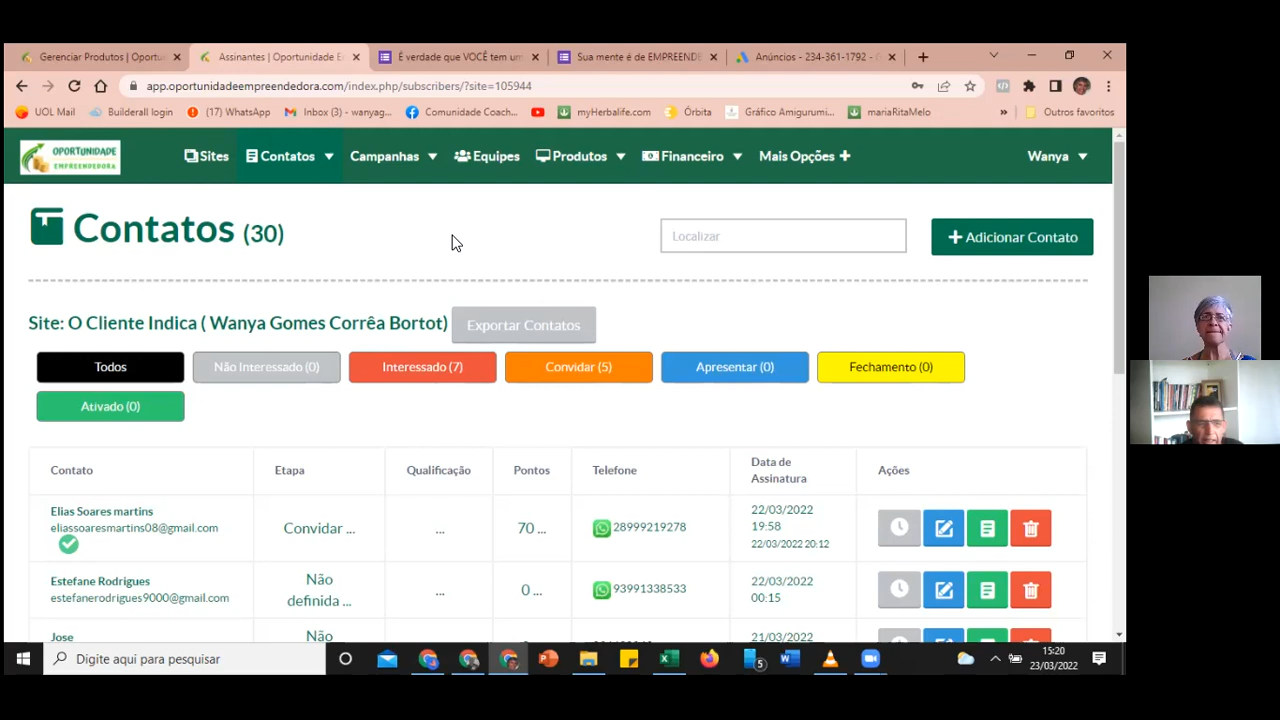 Gerenciar Produtos | Oportu
Assinantes | Oportunidade E
É verdade que VOCÊ tem um
Sua mente é de EMPREENDE
Anúncios - 234-361-1792 - G
app.oportunidadeempreendedora.com/index.php/subscribers/?site=105944
UOL Mail
Builderall login
(17) WhatsApp
Inbox (3) - wanyag...
Comunidade Coach...
myHerbalife.com
Órbita
Gráfico Amigurumi...
mariaRitaMelo
»
Outros favoritos
OPORTUNIDADE
EMPREENDEDORA
Sites
Contatos
Campanhas
Equipes
Produtos
Financeiro
Mais Opções +
Wanya
Contatos (30)
Localizar
+ Adicionar Contato
Site: O Cliente Indica ( Wanya Gomes Corrêa Bortot)
Exportar Contatos
Todos
Não Interessado (0)
Interessado (7)
Convidar (5)
Apresentar (0)
Fechamento (0)
Ativado (0)
Contato
Etapa
Qualificação
Pontos
Telefone
Data de
Assinatura
Ações
Elias Soares martins
eliassoaresmartins08@gmail.com
Convidar ...
...
70 ...
28999219278
22/03/2022
19:58
22/03/2022 20:12
Estefane Rodrigues
estefanerodrigues9000@gmail.com
Não
definida ...
...
0 ...
93991338533
22/03/2022
00:15
Jose
Não
21/03/2022
Digite aqui para pesquisar
5
15:20
23/03/2022